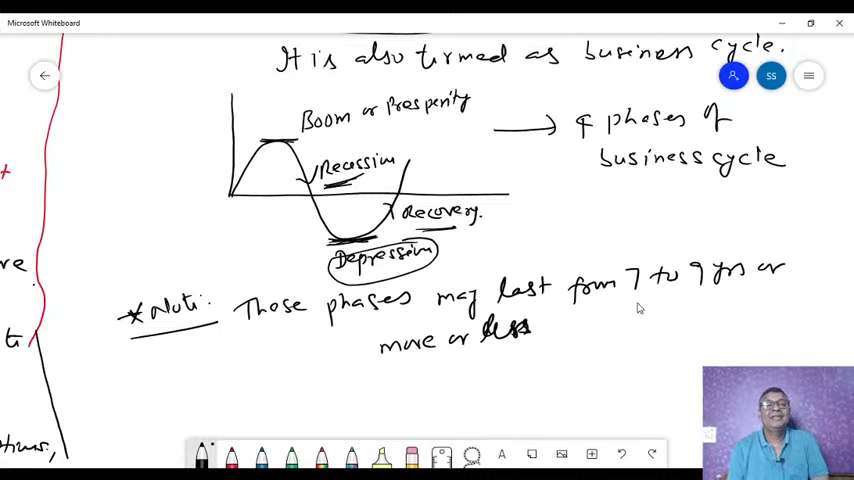 Microsoft Whiteboard
It is also termed as business cycle.
SS
Boom or Prosperity
→ 4 phases of
business cycle
Recession
Recovery.
Depression
* Note: These phases may last from 7 to 9 yrs or
more or less
A